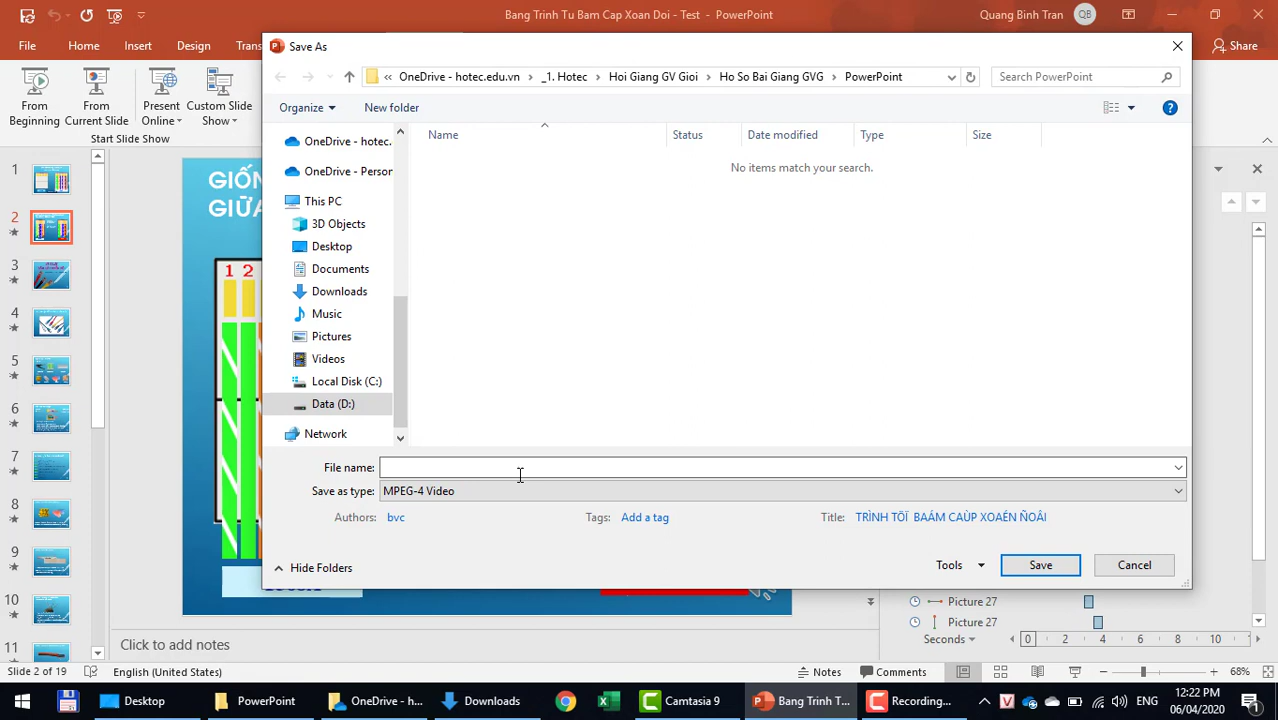 Bang Trinh Tu Bam Cap Xoan Doi - Test - PowerPoint
Quang Binh Tran QB
File Home Insert Design Trans
Share
From Beginning
From Current Slide
Present Online
Custom Slide Show
Start Slide Show
Save As
« OneDrive - hotec.edu.vn > _1. Hotec > Hoi Giang GV Gioi > Ho So Bai Giang GVG > PowerPoint
Search PowerPoint
Organize New folder
Name Status Date modified Type Size
No items match your search.
OneDrive - hotec.
OneDrive - Person
This PC
3D Objects
Desktop
Documents
Downloads
Music
Pictures
Videos
Local Disk (C:)
Data (D:)
Network
File name:
Save as type: MPEG-4 Video
Authors: bvc Tags: Add a tag Title: TRÌNH TÖÏ BAÁM CAÙP XOAÉN ÑOÂI
Hide Folders Tools Save Cancel
1
2
3
4
5
6
7
8
9
10
11
GIỐN
GIỮA
1 2
Picture 27
Picture 27
Seconds 0 2 4 6 8 10
Click to add notes
Slide 2 of 19 English (United States) Notes Comments 68%
Desktop PowerPoint OneDrive - h... Downloads Camtasia 9 Bang Trinh T... Recording... ENG 12:22 PM
06/04/2020